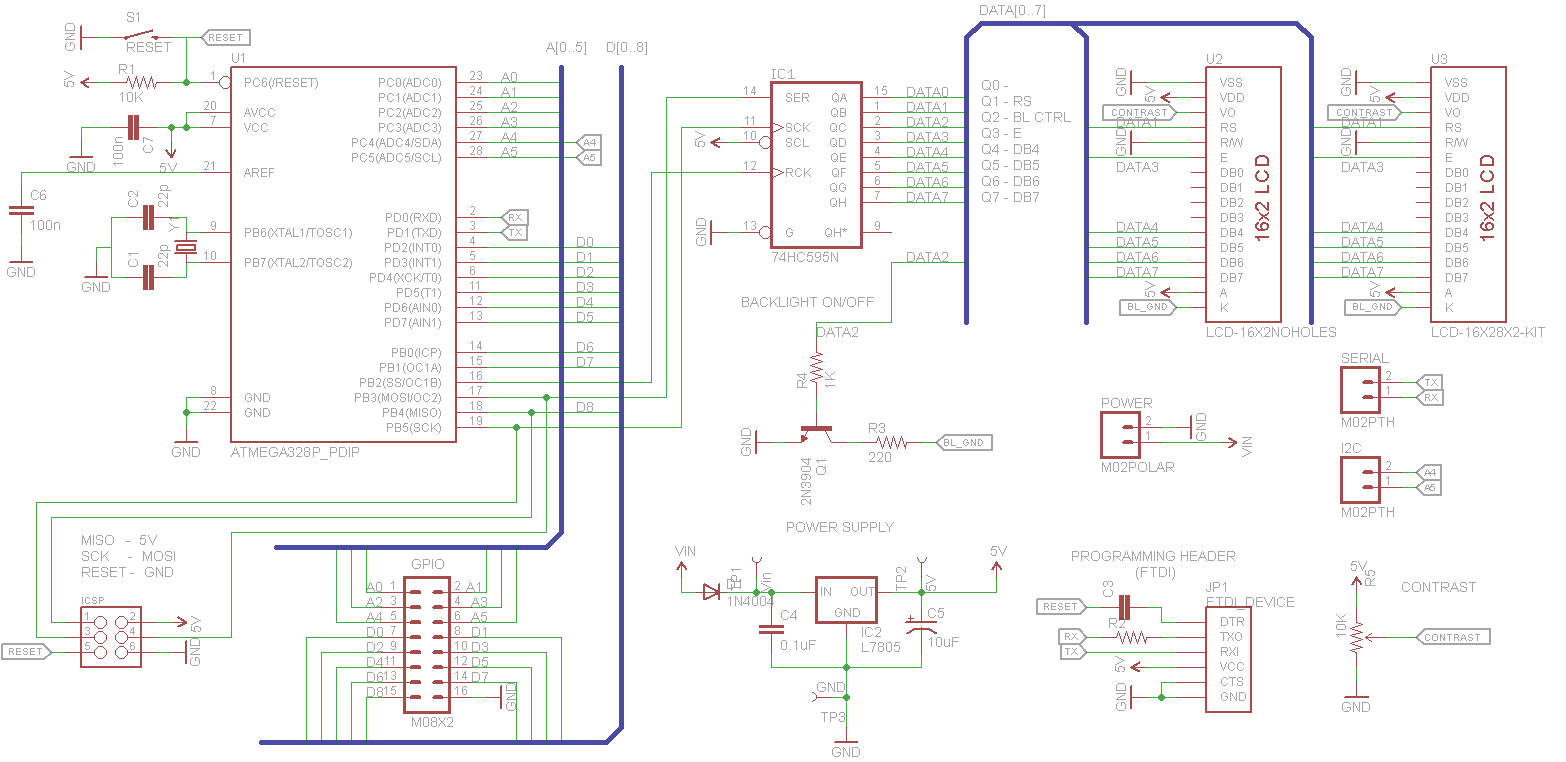 DATA[0..7]
A[0..5] D[0..8]
S1
GND
RESET
RESET
R1
5V
10K
U1
1 PC6(/RESET)
20 AVCC
7 VCC
100n
C7
GND
5V
21 AREF
C6
100n
GND
C2
22p
Y1
C1
22p
GND
9 PB6(XTAL1/TOSC1)
10 PB7(XTAL2/TOSC2)
8 GND
22 GND
GND
ATMEGA328P_PDIP
PC0(ADC0) 23 A0
PC1(ADC1) 24 A1
PC2(ADC2) 25 A2
PC3(ADC3) 26 A3
PC4(ADC4/SDA) 27 A4 A4
PC5(ADC5/SCL) 28 A5 A5
PD0(RXD) 2 RX
PD1(TXD) 3 TX
PD2(INT0) 4 D0
PD3(INT1) 5 D1
PD4(XCK/T0) 6 D2
PD5(T1) 11 D3
PD6(AIN0) 12 D4
PD7(AIN1) 13 D5
PB0(ICP) 14 D6
PB1(OC1A) 15 D7
PB2(SS/OC1B) 16
PB3(MOSI/OC2) 17
PB4(MISO) 18 D8
PB5(SCK) 19
IC1
14 SER
11 SCK
5V 10 SCL
12 RCK
GND 13 G
QA 15 DATA0
QB 1 DATA1
QC 2 DATA2
QD 3 DATA3
QE 4 DATA4
QF 5 DATA5
QG 6 DATA6
QH 7 DATA7
QH* 9
74HC595N
DATA2
Q0 -
Q1 - RS
Q2 - BL CTRL
Q3 - E
Q4 - DB4
Q5 - DB5
Q6 - DB6
Q7 - DB7
BACKLIGHT ON/OFF
DATA2
R4
1K
GND
2N3904
Q1
R3
220
BL_GND
U2
GND VSS
5V VDD
CONTRAST VO
DATA1 RS
GND R/W
DATA3 E
DB0
DB1
DB2
DB3
DATA4 DB4
DATA5 DB5
DATA6 DB6
DATA7 DB7
5V A
BL_GND K
16x2 LCD
LCD-16X2NOHOLES
U3
GND VSS
5V VDD
CONTRAST VO
DATA1 RS
GND R/W
DATA3 E
DB0
DB1
DB2
DB3
DATA4 DB4
DATA5 DB5
DATA6 DB6
DATA7 DB7
5V A
BL_GND K
16x2 LCD
LCD-16X28X2-KIT
POWER
2 GND
1 VIN
M02POLAR
SERIAL
2 TX
1 RX
M02PTH
I2C
2 A4
1 A5
M02PTH
MISO - 5V
SCK - MOSI
RESET - GND
ICSP
1 2 5V
3 4
RESET 5 6 GND
GPIO
A0 1 2 A1
A2 3 4 A3
A4 5 6 A5
D0 7 8 D1
D2 9 10 D3
D4 11 12 D5
D6 13 14 D7
D8 15 16 GND
M08X2
POWER SUPPLY
VIN
1N4004
TP1
Vin
C4
0.1uF
IN OUT
GND
IC2
L7805
TP2
5V
5V
C5
10uF
GND
TP3
GND
PROGRAMMING HEADER
(FTDI)
JP1
FTDI_DEVICE
RESET C3 DTR
RX R2 TXO
TX RXI
5V VCC
CTS
GND GND
5V
R5
10K
CONTRAST
CONTRAST
GND